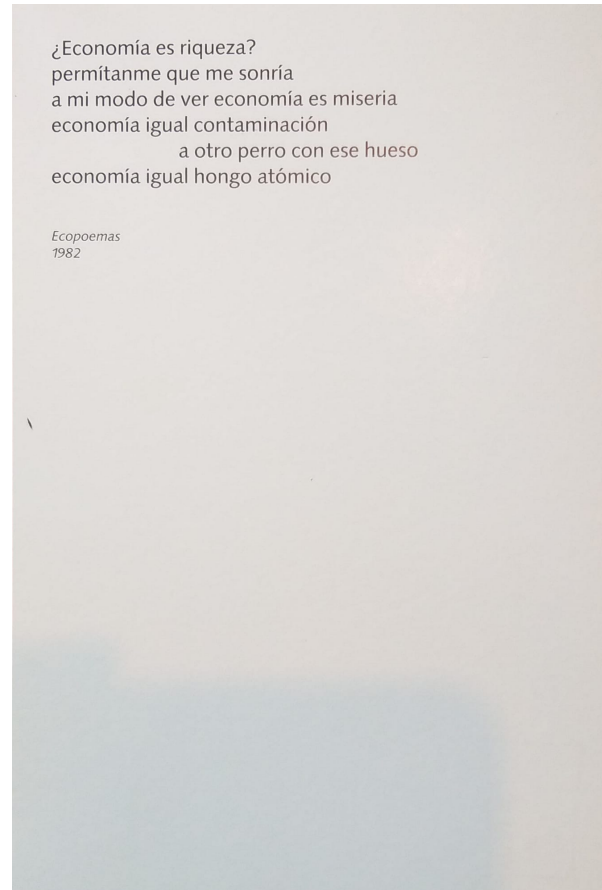 ¿Economía es riqueza?
permítanme que me sonría
a mi modo de ver economía es miseria
economía igual contaminación
a otro perro con ese hueso
economía igual hongo atómico
Ecopoemas
1982